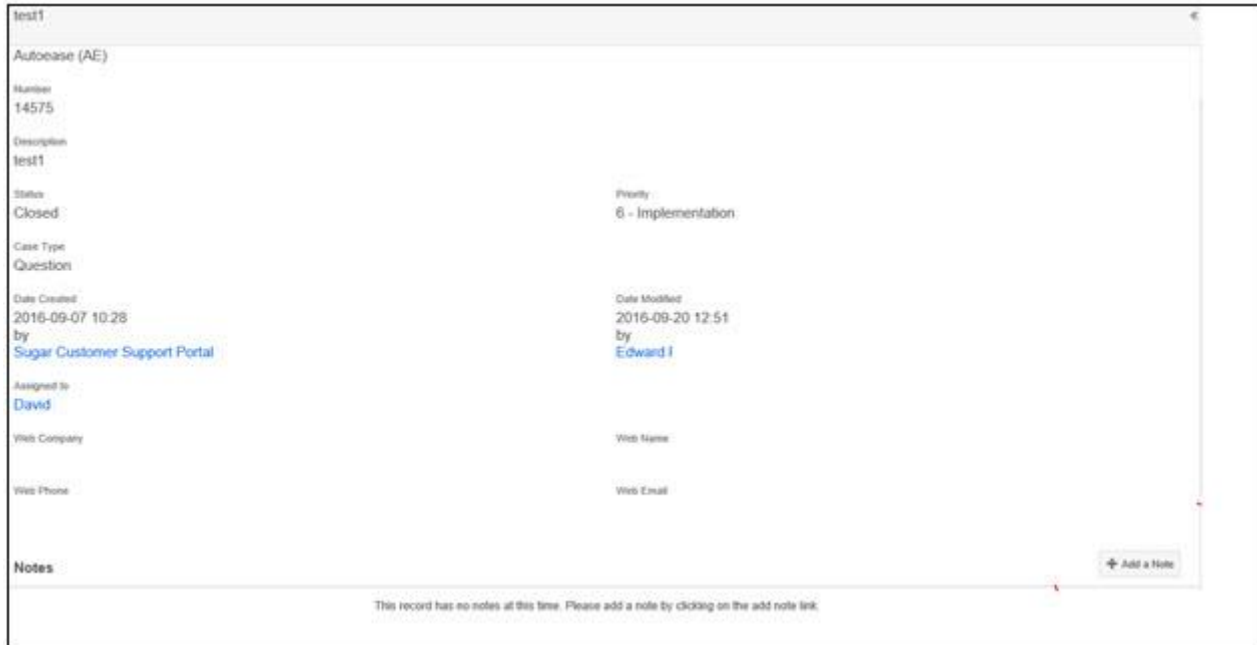 test1
«
Autoease (AE)
Number
14575
Description
test1
Status
Closed
Priority
6 - Implementation
Case Type
Question
Date Created
2016-09-07 10:28
by
Sugar Customer Support Portal
Date Modified
2016-09-20 12:51
by
Edward
Assigned to
David
Web Company
Web Name
Web Phone
Web Email
Notes
+ Add a Note
This record has no notes at this time. Please add a note by clicking on the add note link.